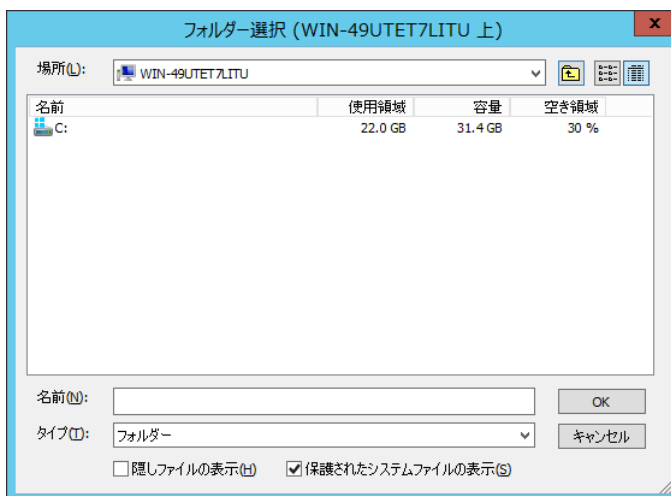 フォルダー選択 (WIN-49UTET7LITU 上)
場所(L): WIN-49UTET7LITU
名前 使用領域 容量 空き領域
C: 22.0 GB 31.4 GB 30 %
名前(N): OK
タイプ(T): フォルダー キャンセル
隠しファイルの表示(H) 保護されたシステムファイルの表示(S)